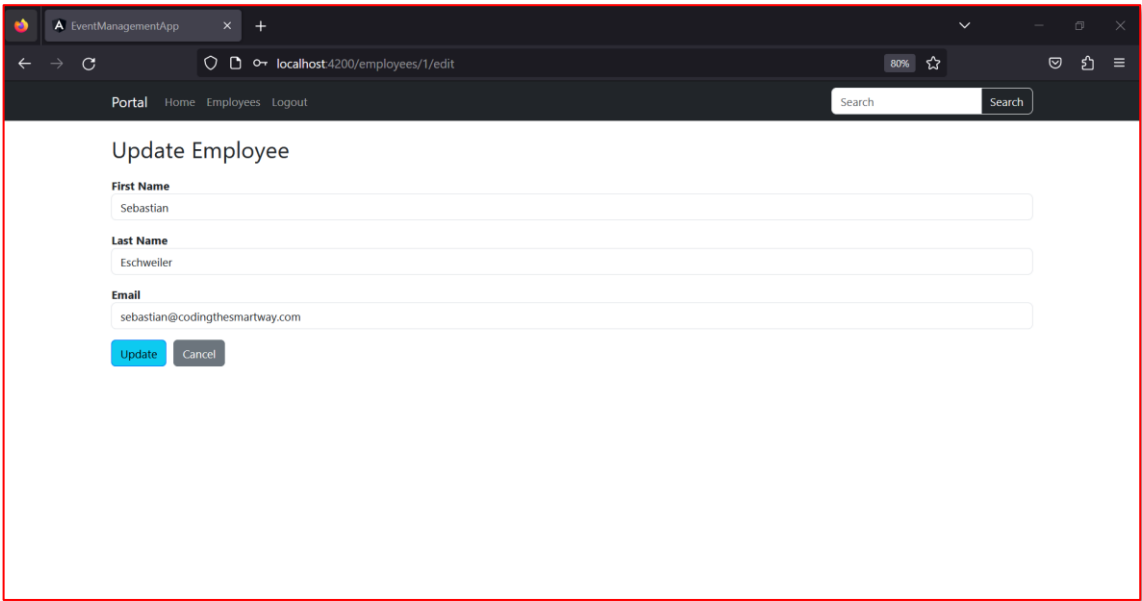 EventManagementApp
localhost:4200/employees/1/edit 80%
Portal Home Employees Logout Search Search
Update Employee
First Name
Sebastian
Last Name
Eschweiler
Email
sebastian@codingthesmartway.com
Update Cancel